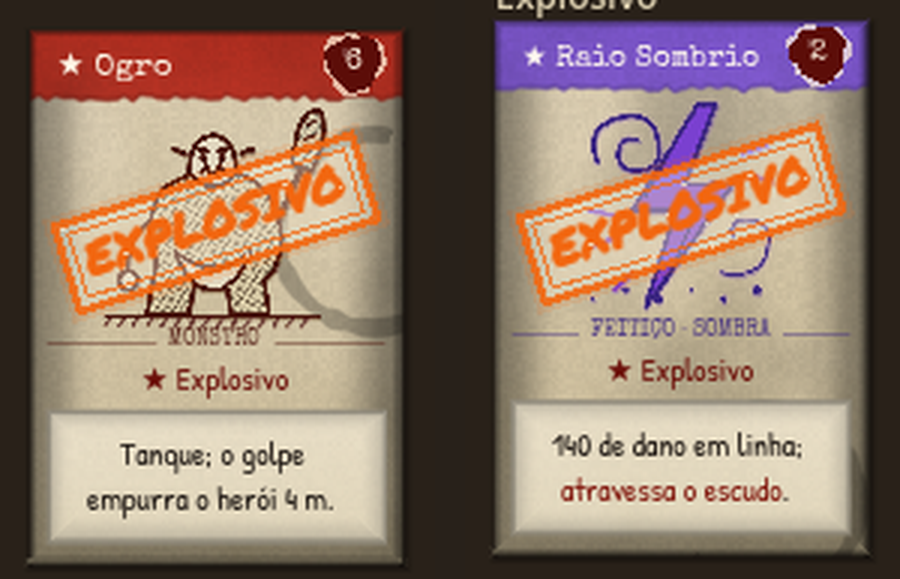 Explosivo
★ Ogro
6
EXPLOSIVO
MONSTRO
★ Explosivo
Tanque; o golpe
empurra o herói 4 m.
★ Raio Sombrio
2
EXPLOSIVO
FEITIÇO · SOMBRA
★ Explosivo
140 de dano em linha;
atravessa o escudo.